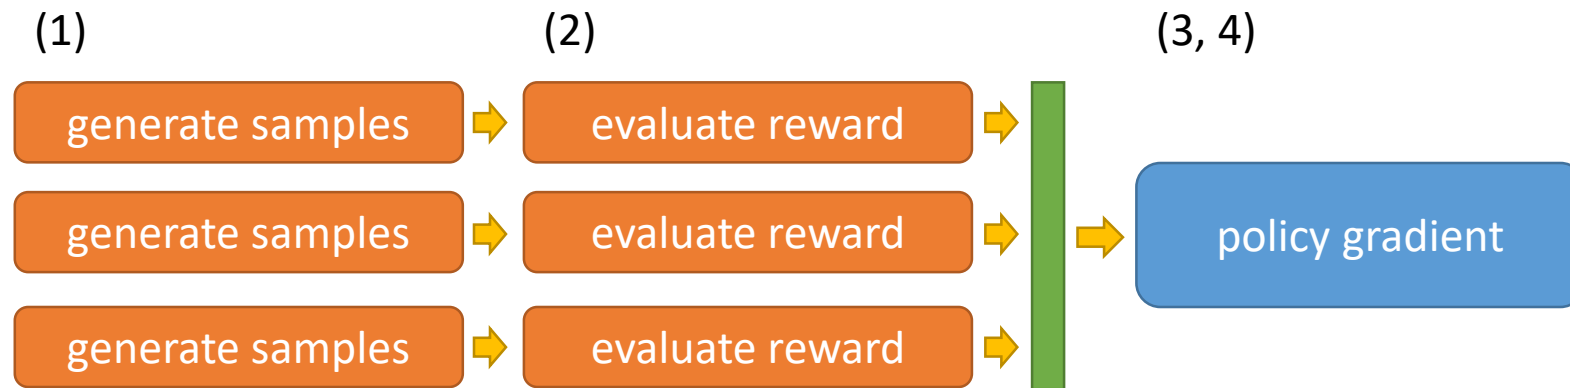 (1) (2) (3, 4)
generate samples evaluate reward
generate samples evaluate reward policy gradient
generate samples evaluate reward